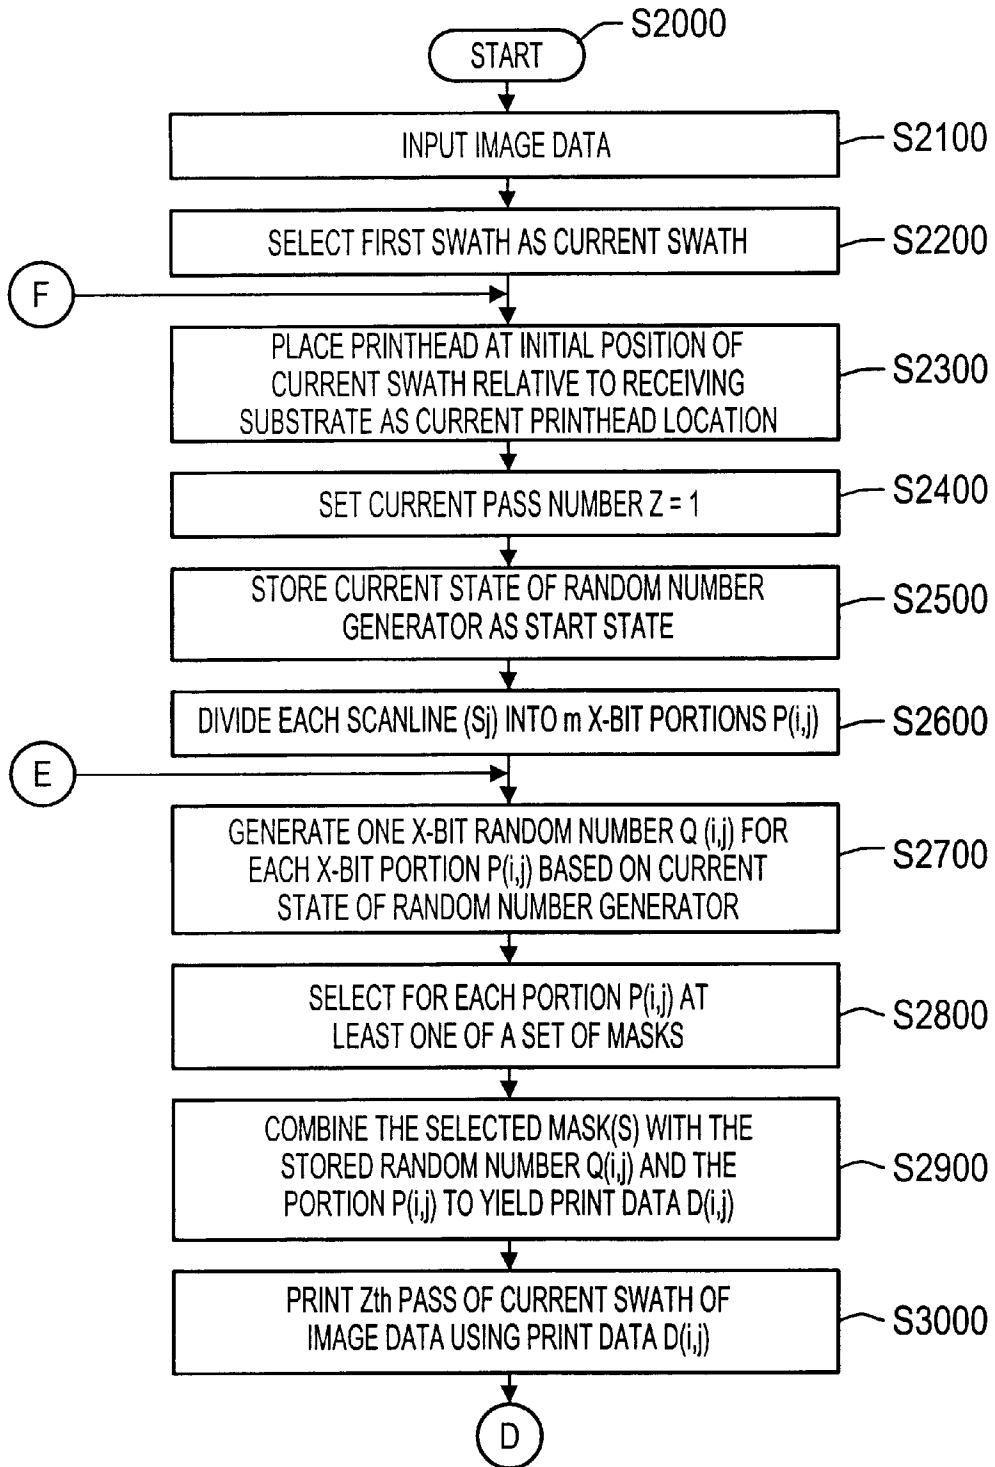 START
S2000
INPUT IMAGE DATA
S2100
SELECT FIRST SWATH AS CURRENT SWATH
S2200
F
PLACE PRINTHEAD AT INITIAL POSITION OF
CURRENT SWATH RELATIVE TO RECEIVING
SUBSTRATE AS CURRENT PRINTHEAD LOCATION
S2300
SET CURRENT PASS NUMBER Z = 1
S2400
STORE CURRENT STATE OF RANDOM NUMBER
GENERATOR AS START STATE
S2500
DIVIDE EACH SCANLINE (Sj) INTO m X-BIT PORTIONS P(i,j)
S2600
E
GENERATE ONE X-BIT RANDOM NUMBER Q (i,j) FOR
EACH X-BIT PORTION P(i,j) BASED ON CURRENT
STATE OF RANDOM NUMBER GENERATOR
S2700
SELECT FOR EACH PORTION P(i,j) AT
LEAST ONE OF A SET OF MASKS
S2800
COMBINE THE SELECTED MASK(S) WITH THE
STORED RANDOM NUMBER Q(i,j) AND THE
PORTION P(i,j) TO YIELD PRINT DATA D(i,j)
S2900
PRINT Zth PASS OF CURRENT SWATH OF
IMAGE DATA USING PRINT DATA D(i,j)
S3000
D